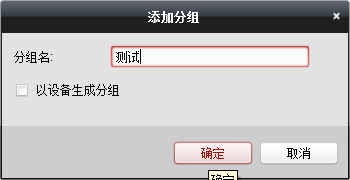 添加分组
分组名: 测试
以设备生成分组
确定 取消
确定